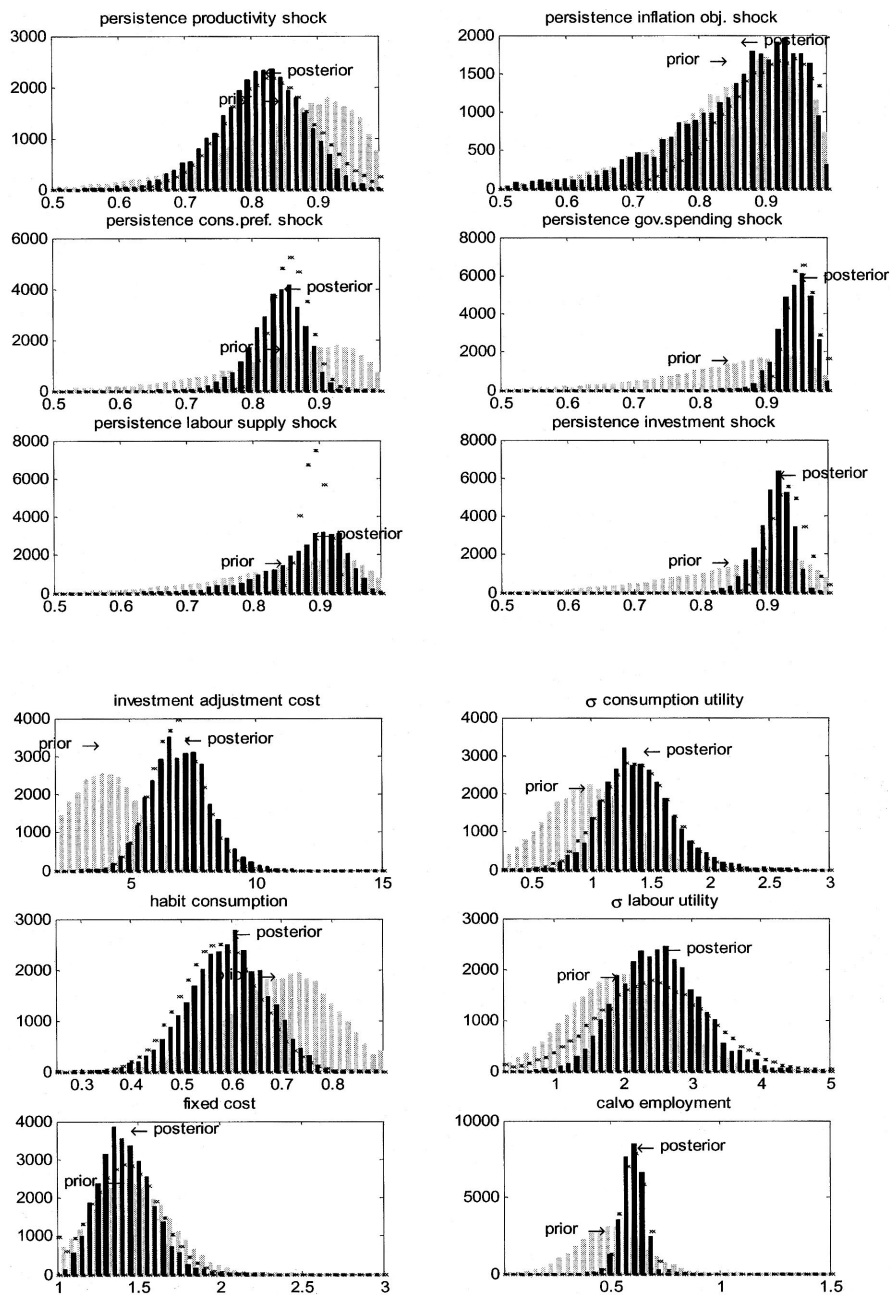 persistence productivity shock
3000
2000
1000
0
posterior
prior
0.5 0.6 0.7 0.8 0.9
persistence inflation obj. shock
2000
1500
1000
500
0
posterior
prior
0.5 0.6 0.7 0.8 0.9
persistence cons.pref. shock
6000
4000
2000
0
posterior
prior
0.5 0.6 0.7 0.8 0.9
persistence gov.spending shock
8000
6000
4000
2000
0
posterior
prior
0.5 0.6 0.7 0.8 0.9
persistence labour supply shock
8000
6000
4000
2000
0
posterior
prior
0.5 0.6 0.7 0.8 0.9
persistence investment shock
8000
6000
4000
2000
0
posterior
prior
0.5 0.6 0.7 0.8 0.9
investment adjustment cost
4000
3000
2000
1000
0
prior
posterior
5 10 15
σ consumption utility
4000
3000
2000
1000
0
posterior
prior
0.5 1 1.5 2 2.5 3
habit consumption
3000
2000
1000
0
posterior
prior
0.3 0.4 0.5 0.6 0.7 0.8
σ labour utility
3000
2000
1000
0
posterior
prior
1 2 3 4 5
fixed cost
4000
3000
2000
1000
0
posterior
prior
1 1.5 2 2.5 3
calvo employment
10000
5000
0
posterior
prior
0.5 1 1.5